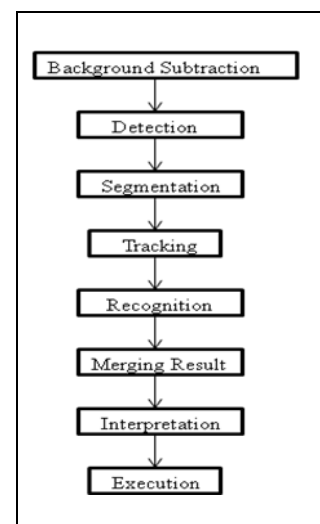 Background Subtraction
Detection
Segmentation
Tracking
Recognition
Merging Result
Interpretation
Execution